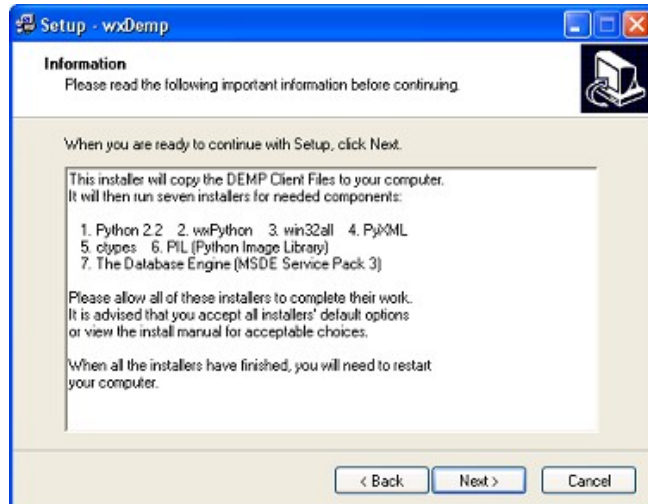 Setup - wxDemp
Information
Please read the following important information before continuing.
When you are ready to continue with Setup, click Next.
This installer will copy the DEMP Client Files to your computer.
It will then run seven installers for needed components:
1. Python 2.2 2. wxPython 3. win32all 4. PyXML
5. ctypes 6. PIL (Python Image Library)
7. The Database Engine (MSDE Service Pack 3)
Please allow all of these installers to complete their work.
It is advised that you accept all installers' default options
or view the install manual for acceptable choices.
When all the installers have finished, you will need to restart
your computer.
< Back Next > Cancel